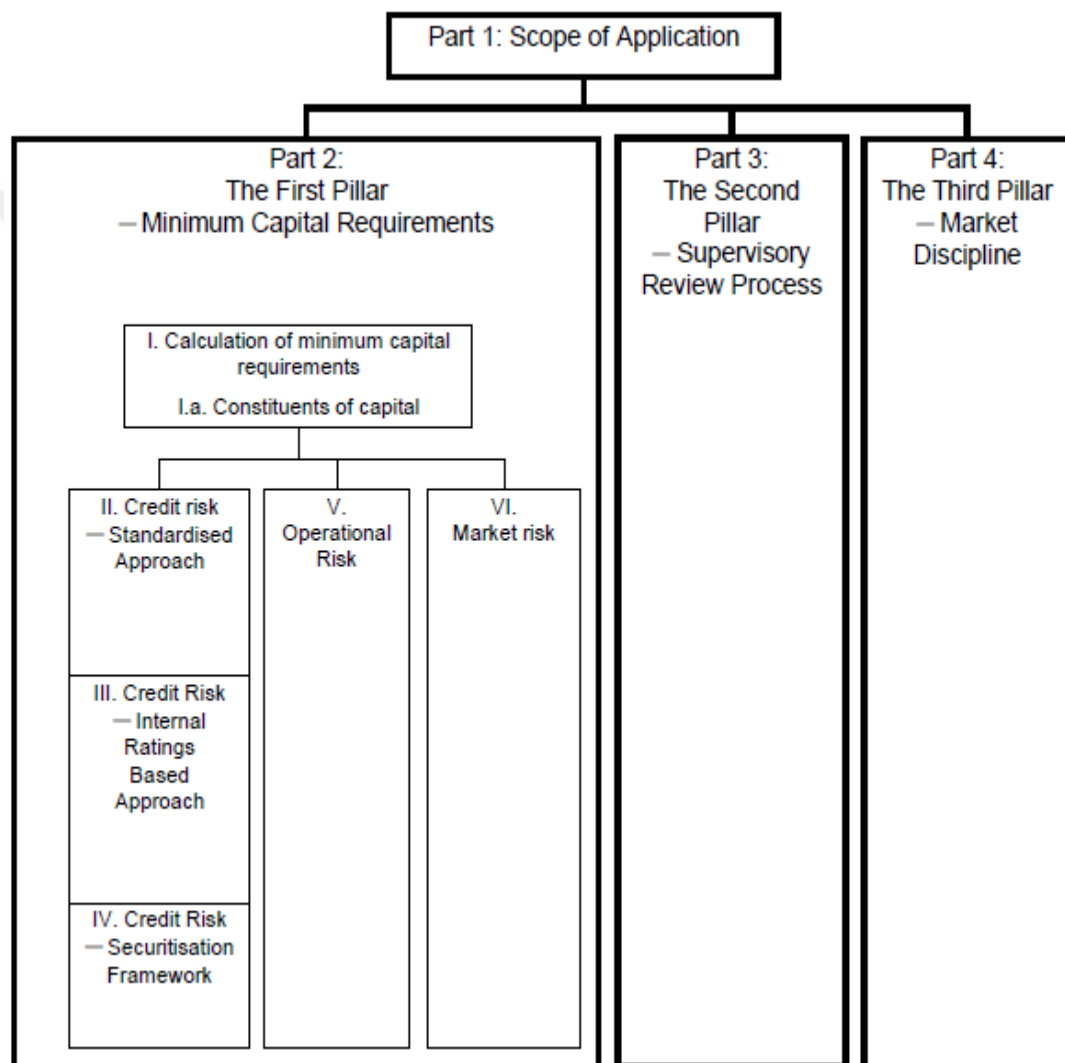 Part 1: Scope of Application
Part 2:
The First Pillar
— Minimum Capital Requirements
Part 3:
The Second
Pillar
— Supervisory
Review Process
Part 4:
The Third Pillar
— Market
Discipline
I. Calculation of minimum capital
requirements
I.a. Constituents of capital
II. Credit risk
— Standardised
Approach
III. Credit Risk
— Internal
Ratings
Based
Approach
IV. Credit Risk
— Securitisation
Framework
V.
Operational
Risk
VI.
Market risk